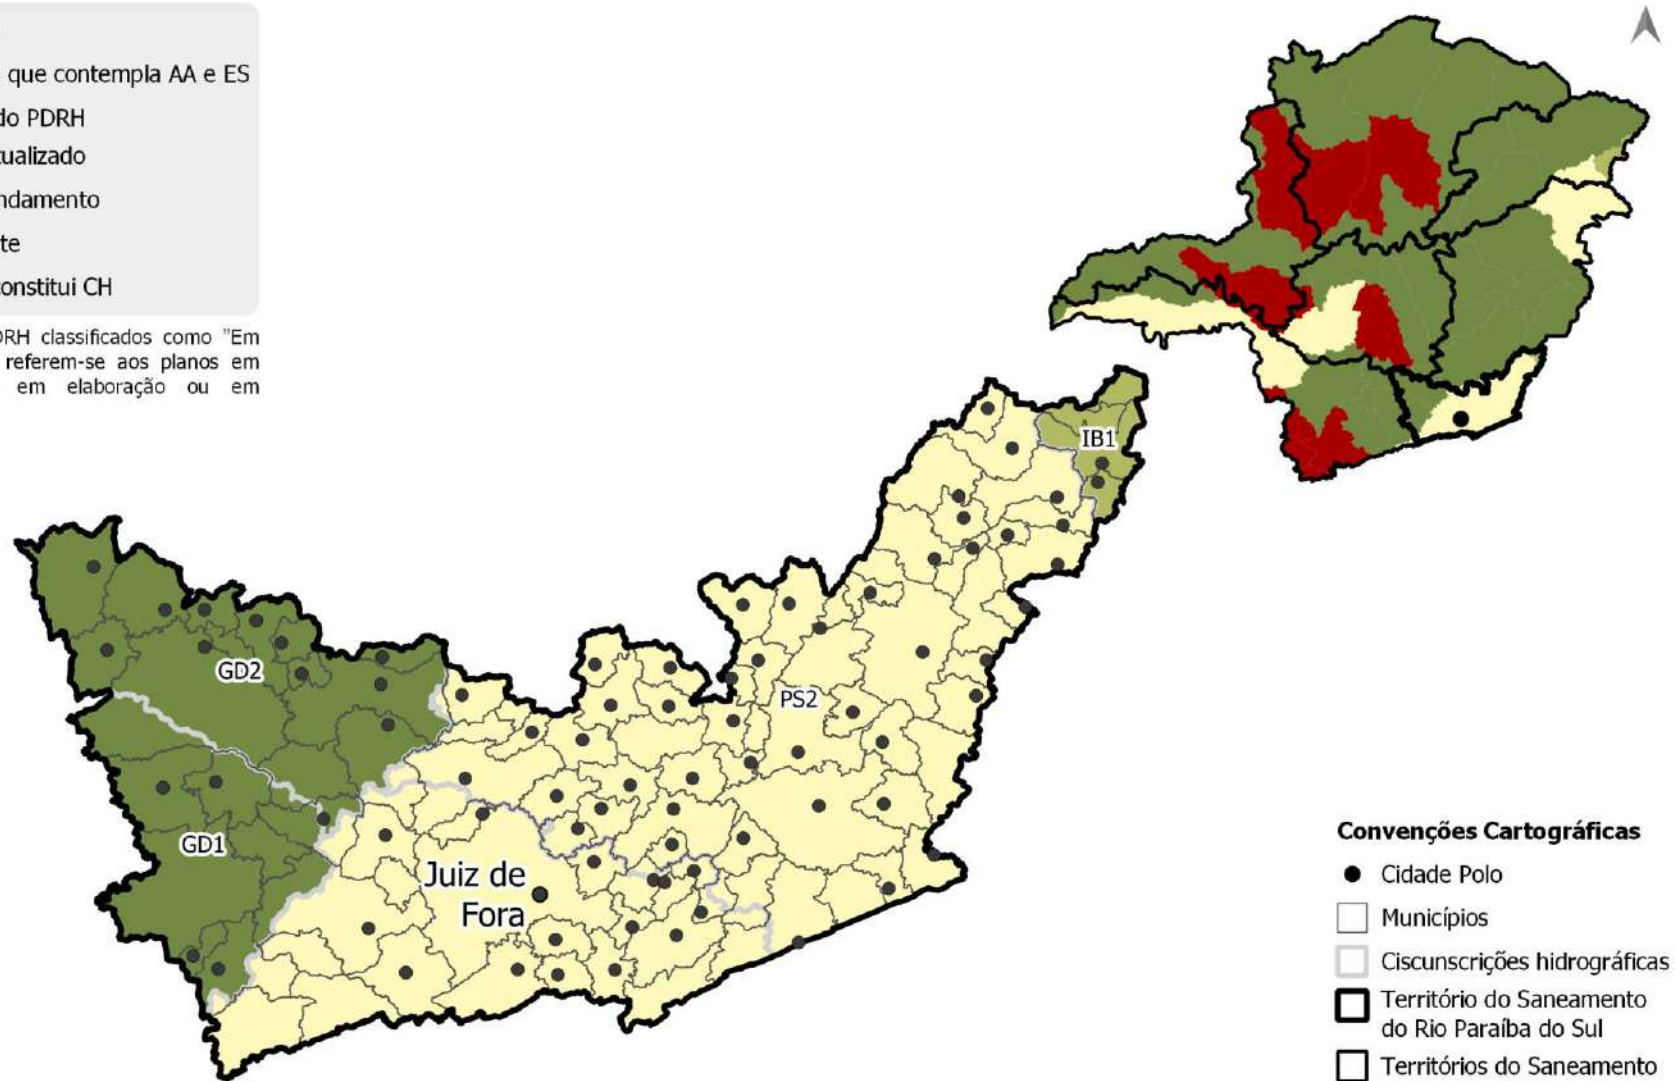 que contempla AA e ES
do PDRH
ualizado
ndamento
te
onstitui CH
DRH classificados como "Em
referem-se aos planos em
em elaboração ou em
IB1
GD2
PS2
GD1
Juiz de
Fora
Convenções Cartográficas
Cidade Polo
Municípios
Ciscunscrições hidrográficas
Território do Saneamento
do Rio Paraíba do Sul
Territórios do Saneamento